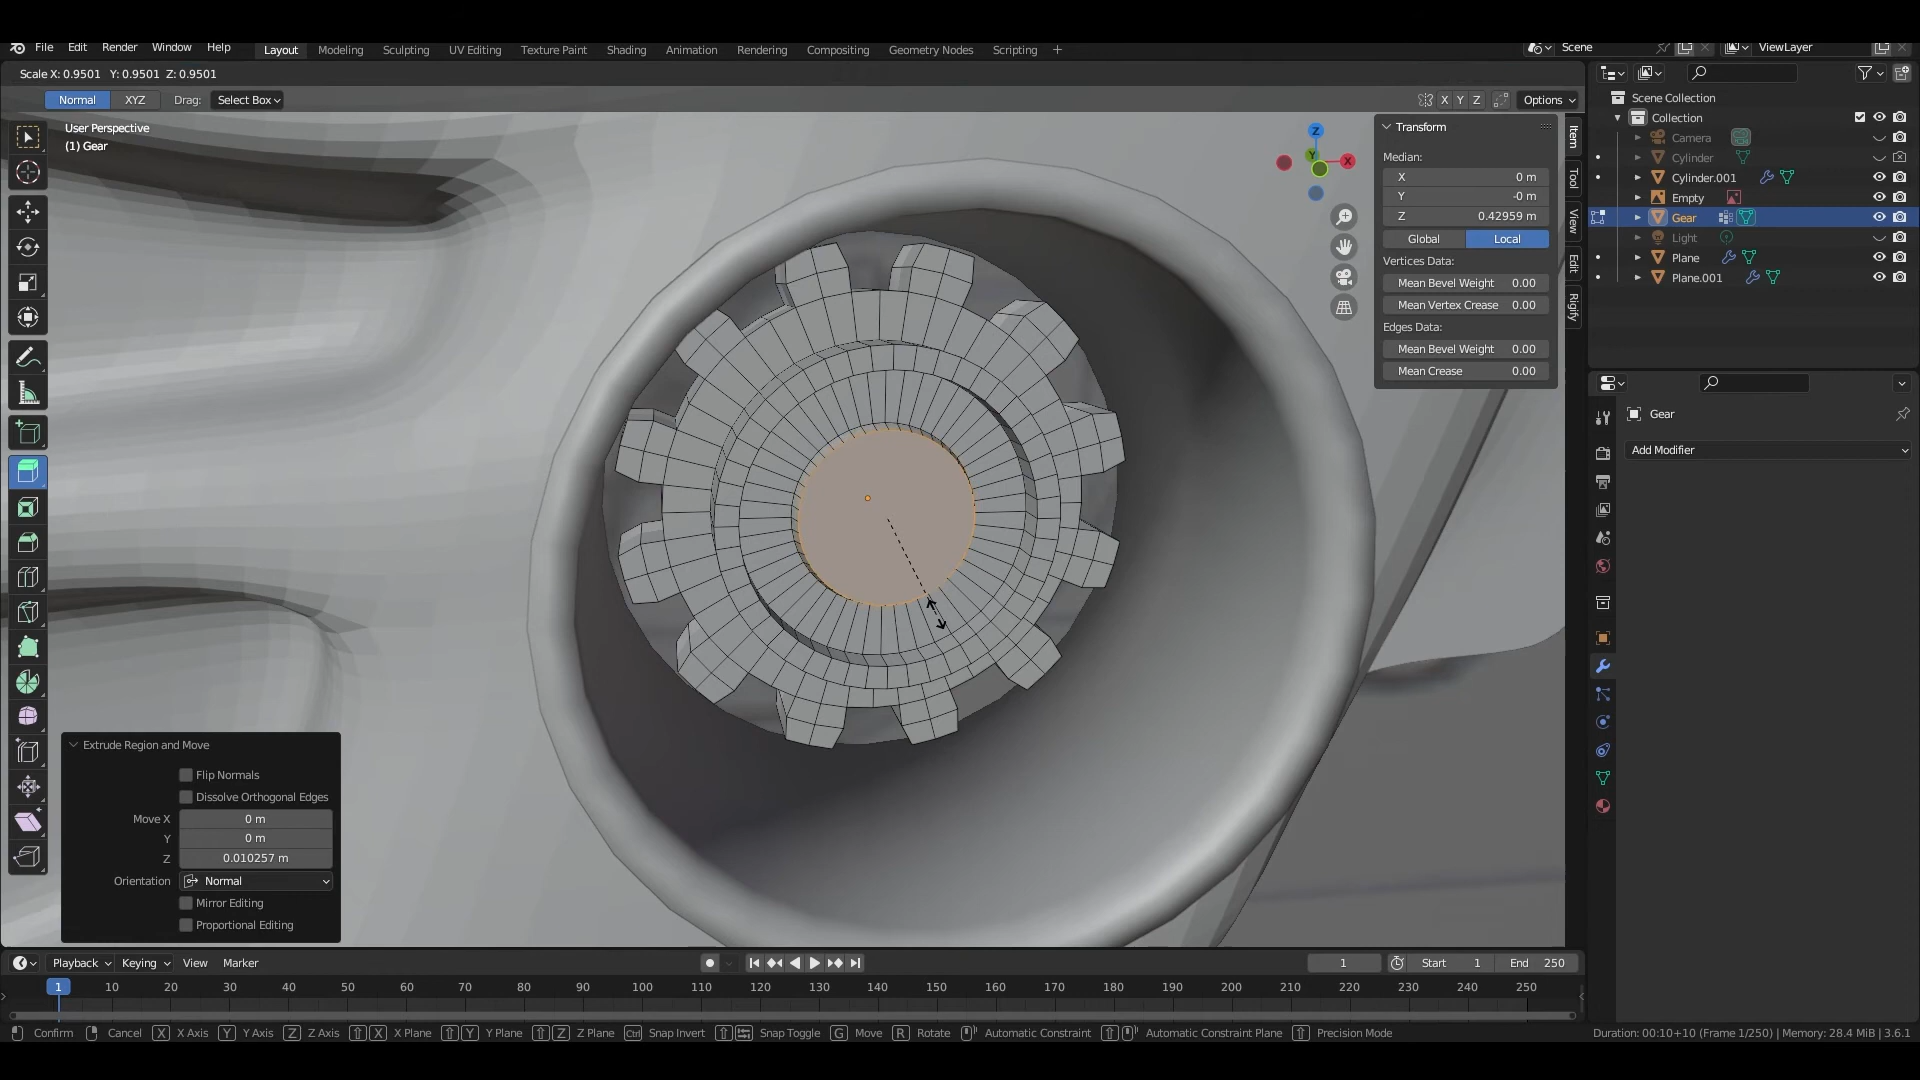 File Edit Render Window Help Layout Modeling Sculpting UV Editing Texture Paint Shading Animation Rendering Compositing Geometry Nodes Scripting + Scene ViewLayer
Scale X: 0.9501 Y: 0.9501 Z: 0.9501
Normal XYZ Drag: Select Box X Y Z Options
User Perspective
(1) Gear
Z
Y
X
Transform
Median:
X 0 m
Y -0 m
Z 0.42959 m
Global Local
Vertices Data:
Mean Bevel Weight 0.00
Mean Vertex Crease 0.00
Edges Data:
Mean Bevel Weight 0.00
Mean Crease 0.00
Item
Tool
View
Edit
Rigify
Scene Collection
Collection
Camera
Cylinder
Cylinder.001
Empty
Gear
Light
Plane
Plane.001
Gear
Add Modifier
Extrude Region and Move
Flip Normals
Dissolve Orthogonal Edges
Move X 0 m
Y 0 m
Z 0.010257 m
Orientation Normal
Mirror Editing
Proportional Editing
Playback Keying View Marker 1 Start 1 End 250
1 10 20 30 40 50 60 70 80 90 100 110 120 130 140 150 160 170 180 190 200 210 220 230 240 250
Confirm Cancel X X Axis Y Y Axis Z Z Axis X X Plane Y Y Plane Z Z Plane Ctrl Snap Invert Snap Toggle G Move R Rotate Automatic Constraint Automatic Constraint Plane Precision Mode Duration: 00:10+10 (Frame 1/250) | Memory: 28.4 MiB | 3.6.1